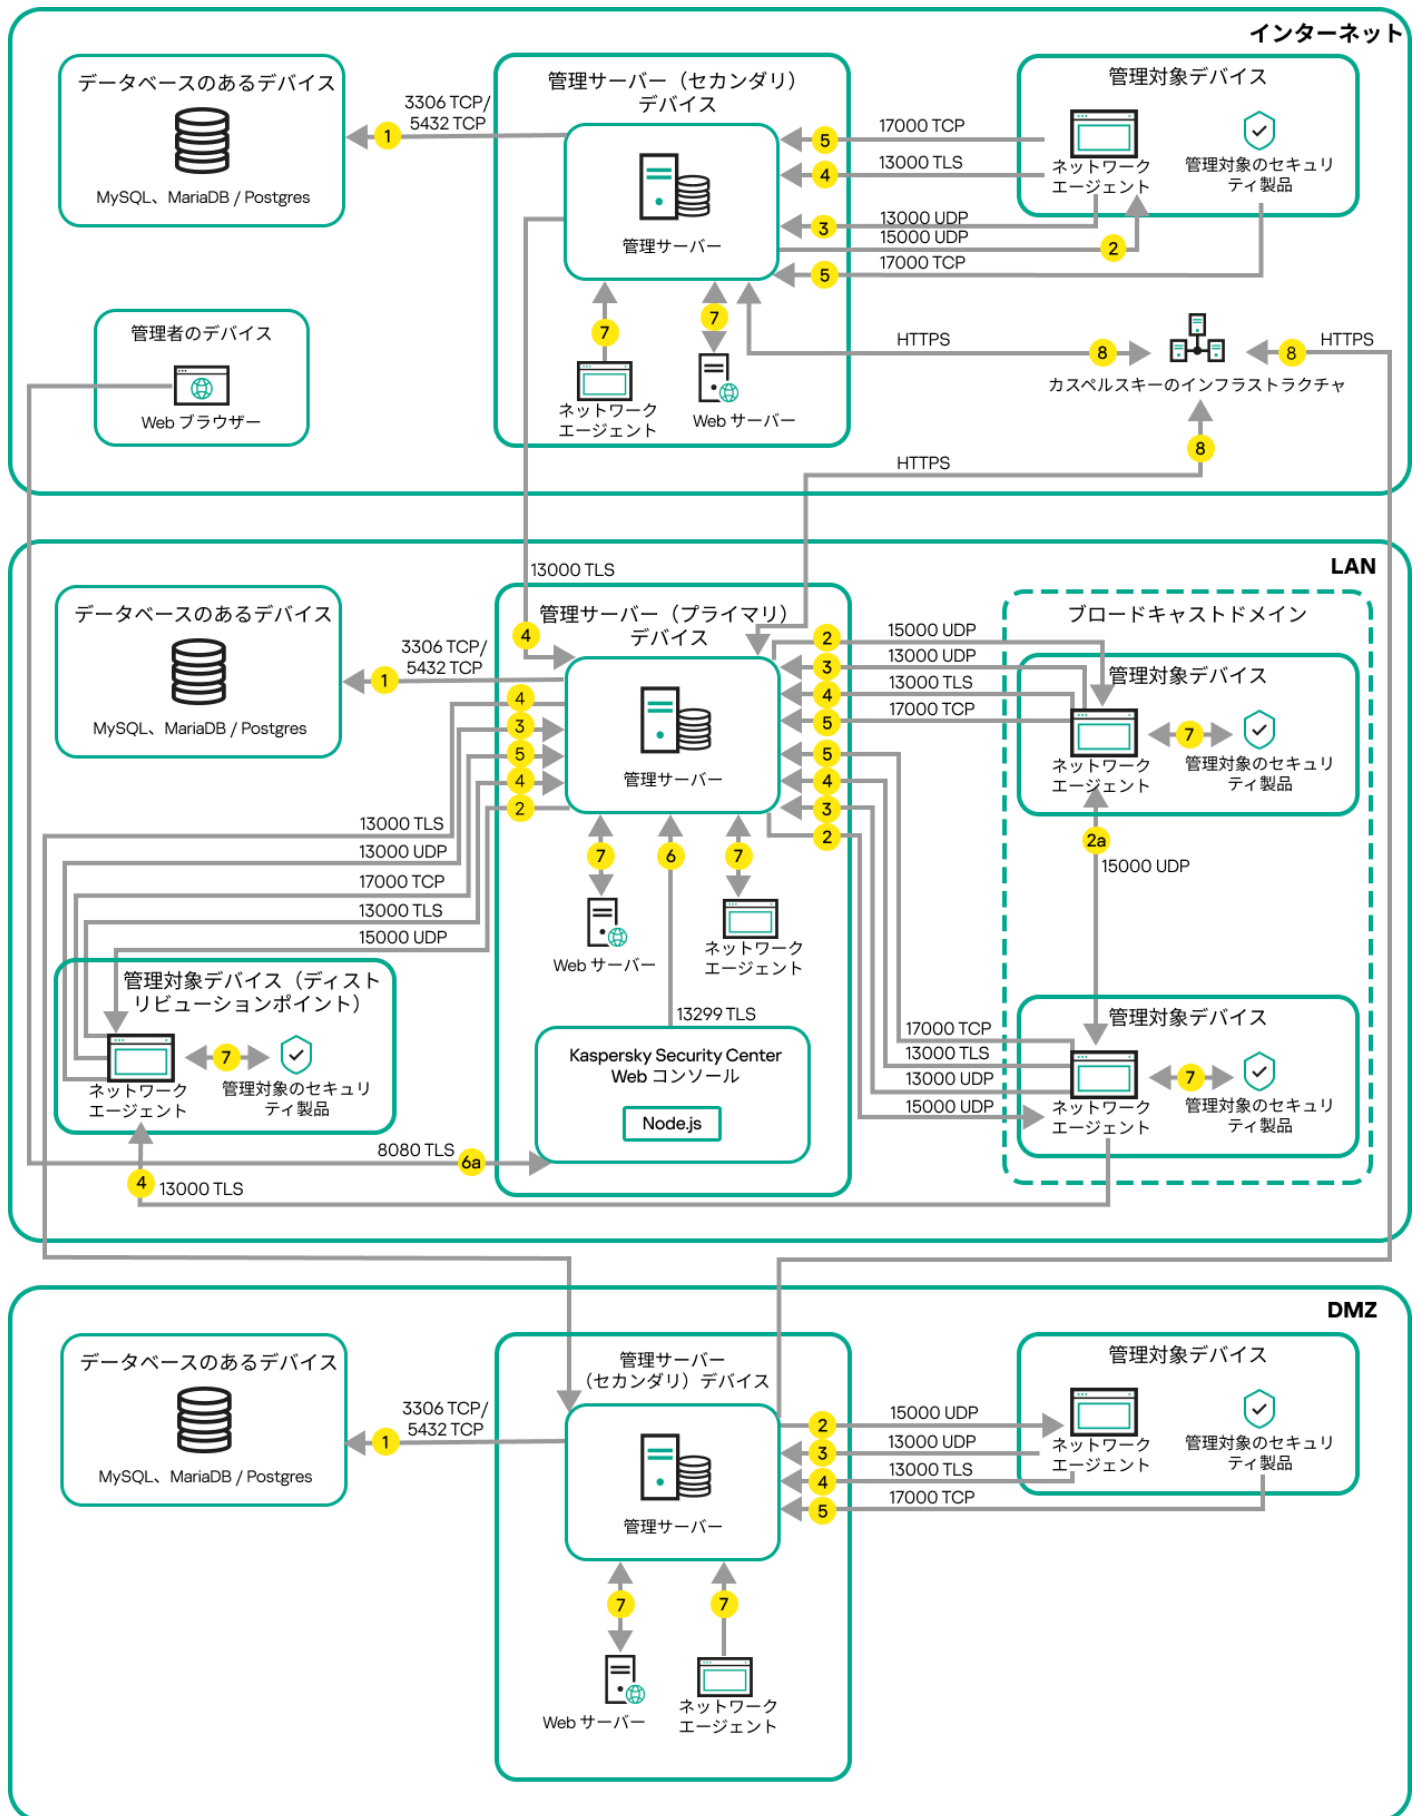 インターネット
データベースのあるデバイス
MySQL、MariaDB / Postgres
3306 TCP/
5432 TCP
1
管理サーバー（セカンダリ）
デバイス
管理サーバー
17000 TCP
5
13000 TLS
4
13000 UDP
3
15000 UDP
2
17000 TCP
5
管理対象デバイス
ネットワーク
エージェント
管理対象のセキュリ
ティ製品
管理者のデバイス
Web ブラウザー
7
7
ネットワーク
エージェント
Web サーバー
HTTPS
8
8
HTTPS
カスペルスキーのインフラストラクチャ
8
HTTPS
13000 TLS
4
LAN
データベースのあるデバイス
MySQL、MariaDB / Postgres
3306 TCP/
5432 TCP
1
管理サーバー（プライマリ）
デバイス
管理サーバー
4
3
5
4
2
13000 TLS
13000 UDP
17000 TCP
13000 TLS
15000 UDP
2
15000 UDP
3
13000 UDP
4
13000 TLS
5
17000 TCP
5
4
3
2
ブロードキャストドメイン
管理対象デバイス
ネットワーク
エージェント
7
管理対象のセキュリ
ティ製品
2a
15000 UDP
7
6
7
Web サーバー
ネットワーク
エージェント
13299 TLS
Kaspersky Security Center
Web コンソール
Node.js
管理対象デバイス（ディスト
リビューションポイント）
ネットワーク
エージェント
7
管理対象のセキュリ
ティ製品
8080 TLS
6a
4
13000 TLS
17000 TCP
13000 TLS
13000 UDP
15000 UDP
管理対象デバイス
ネットワーク
エージェント
7
管理対象のセキュリ
ティ製品
DMZ
データベースのあるデバイス
MySQL、MariaDB / Postgres
3306 TCP/
5432 TCP
1
管理サーバー
（セカンダリ）デバイス
管理サーバー
2
15000 UDP
3
13000 UDP
4
13000 TLS
5
17000 TCP
管理対象デバイス
ネットワーク
エージェント
管理対象のセキュリ
ティ製品
7
7
Web サーバー
ネットワーク
エージェント